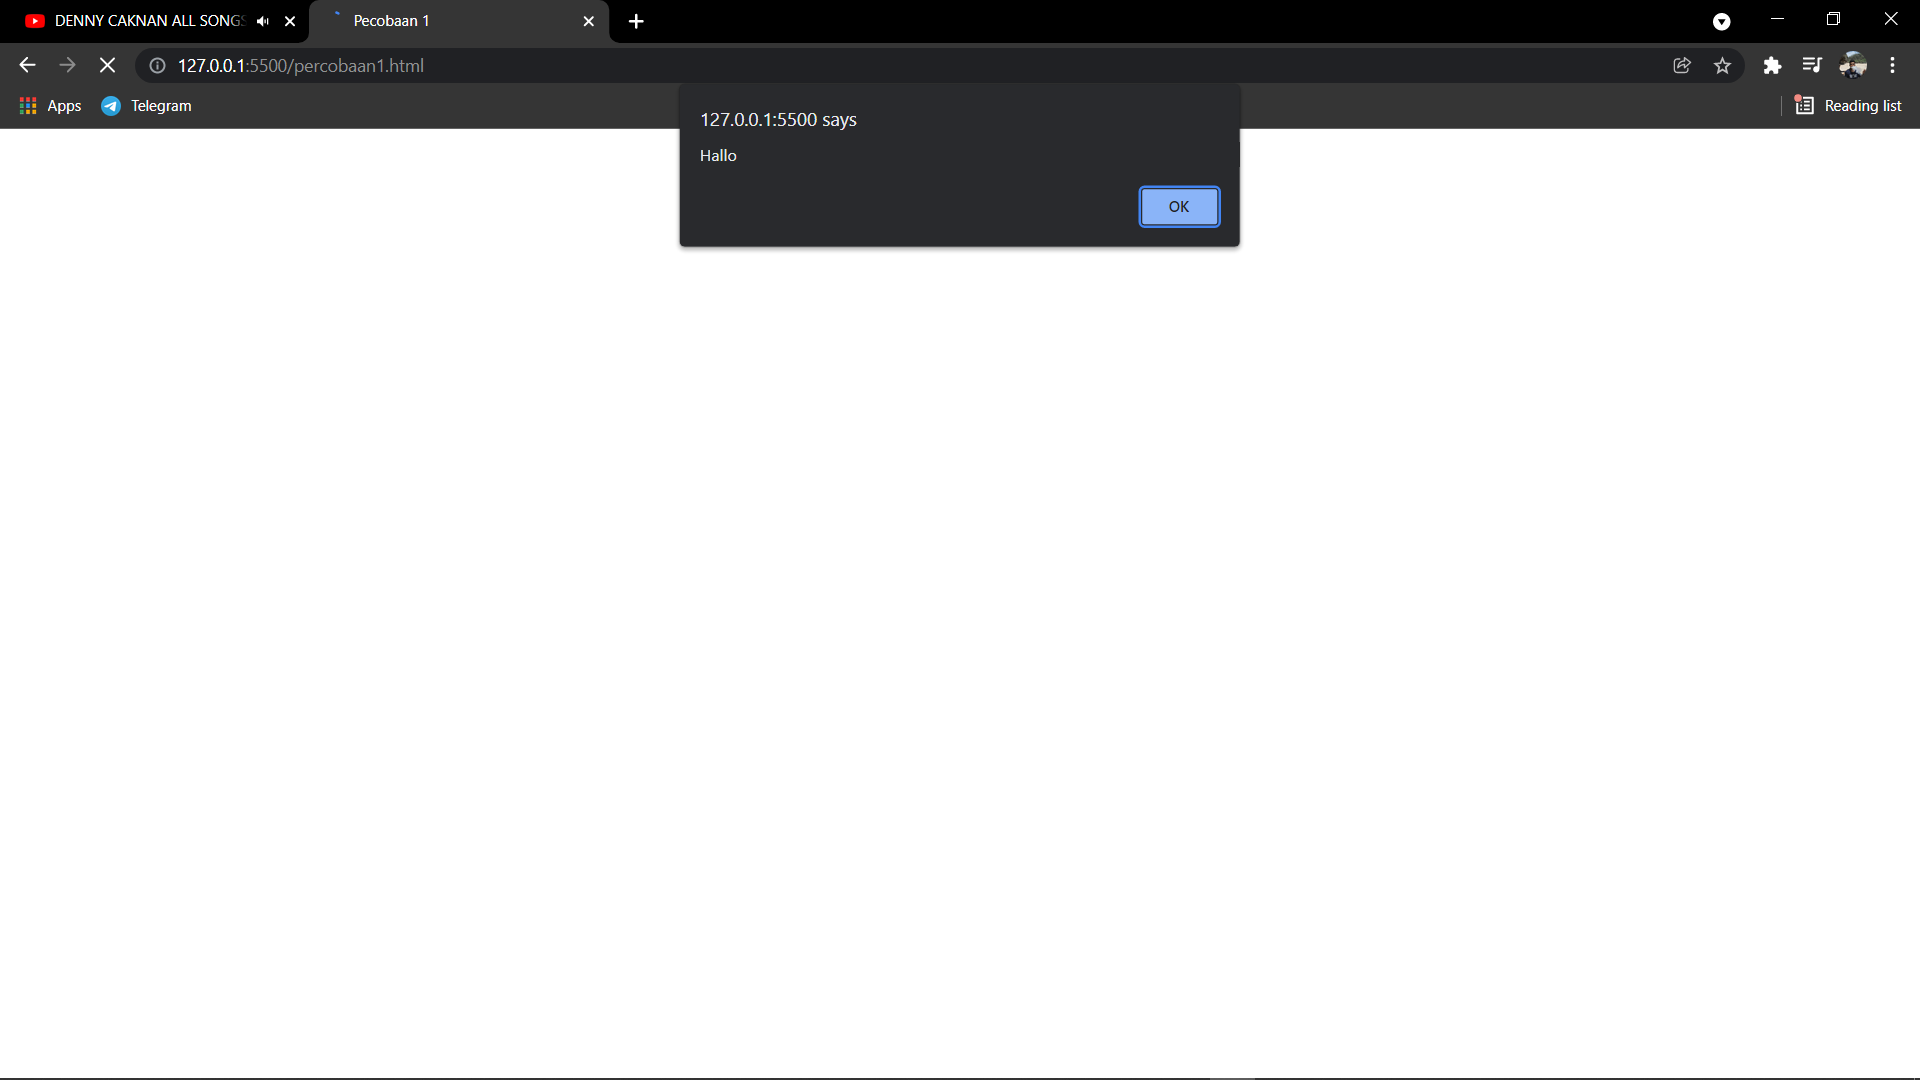 DENNY CAKNAN ALL SONGS
Pecobaan 1
127.0.0.1:5500/percobaan1.html
Apps
Telegram
Reading list
127.0.0.1:5500 says
Hallo
OK